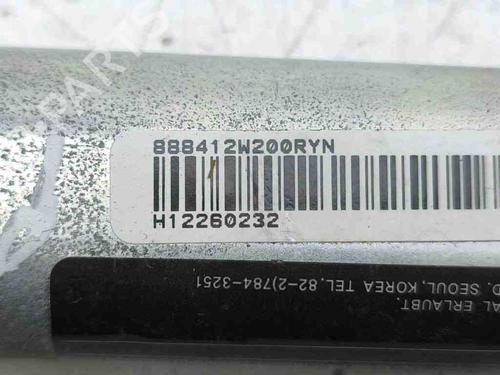 888412W200RYN
H12260232
AL ERLAUBT.
D. SEOUL, KOREA TEL. 82-2)784-3251